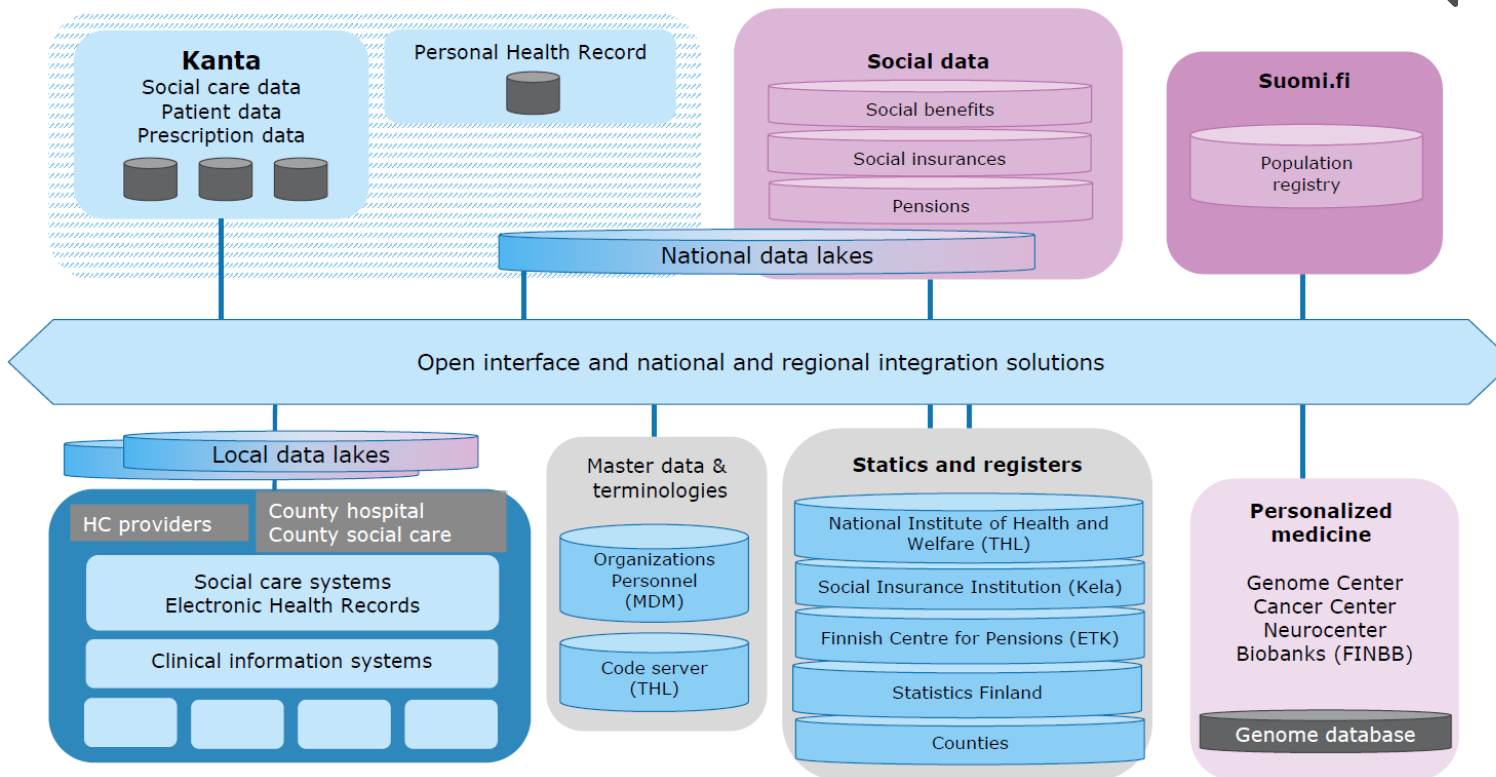 Kanta
Social care data
Patient data
Prescription data
Personal Health Record
Social data
Social benefits
Social insurances
Pensions
Suomi.fi
Population
registry
National data lakes
Open interface and national and regional integration solutions
Local data lakes
HC providers
County hospital
County social care
Social care systems
Electronic Health Records
Clinical information systems
Master data &
terminologies
Organizations
Personnel
(MDM)
Code server
(THL)
Statics and registers
National Institute of Health and
Welfare (THL)
Social Insurance Institution (Kela)
Finnish Centre for Pensions (ETK)
Statistics Finland
Counties
Personalized
medicine
Genome Center
Cancer Center
Neurocenter
Biobanks (FINBB)
Genome database